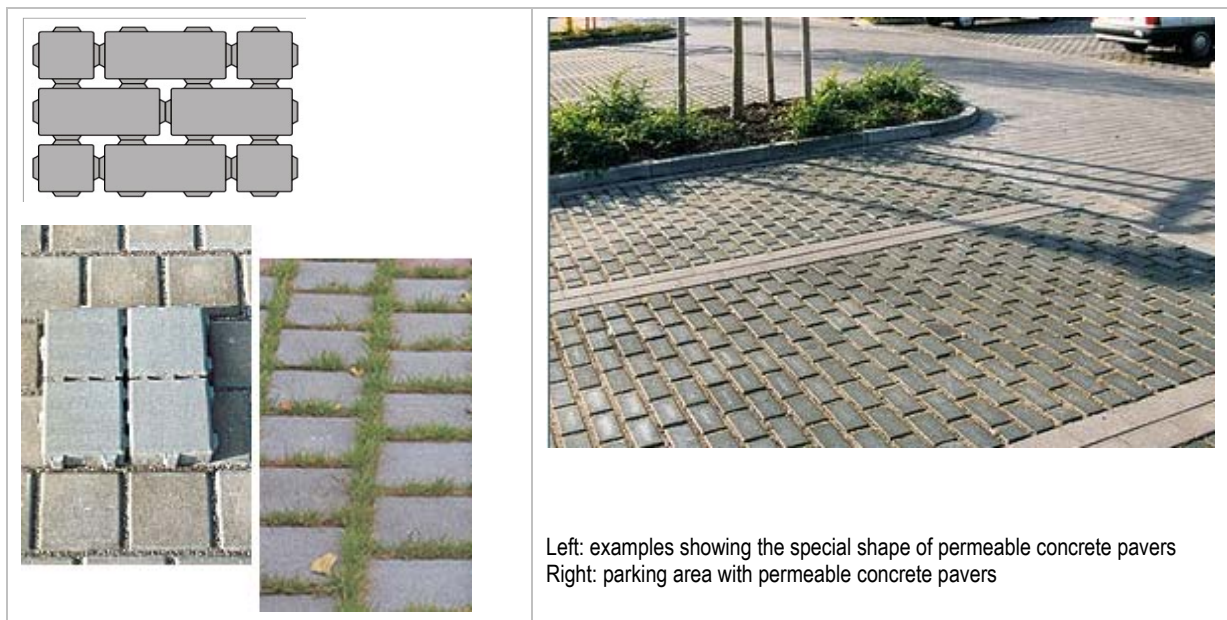 Left: examples showing the special shape of permeable concrete pavers
Right: parking area with permeable concrete pavers